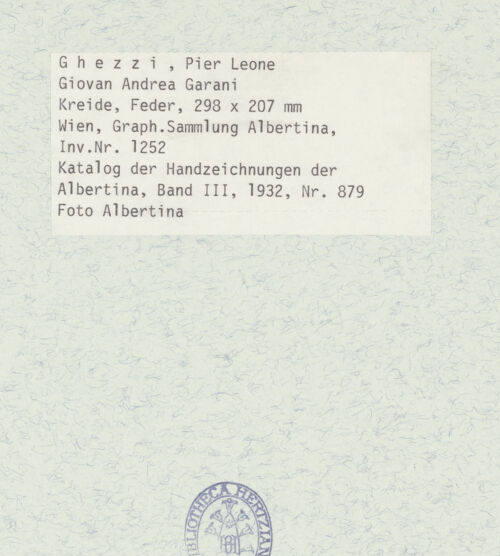 G h e z z i , Pier Leone
Giovan Andrea Garani
Kreide, Feder, 298 x 207 mm
Wien, Graph.Sammlung Albertina,
Inv.Nr. 1252
Katalog der Handzeichnungen der
Albertina, Band III, 1932, Nr. 879
Foto Albertina
BIBLIOTHECA HERTZIAN